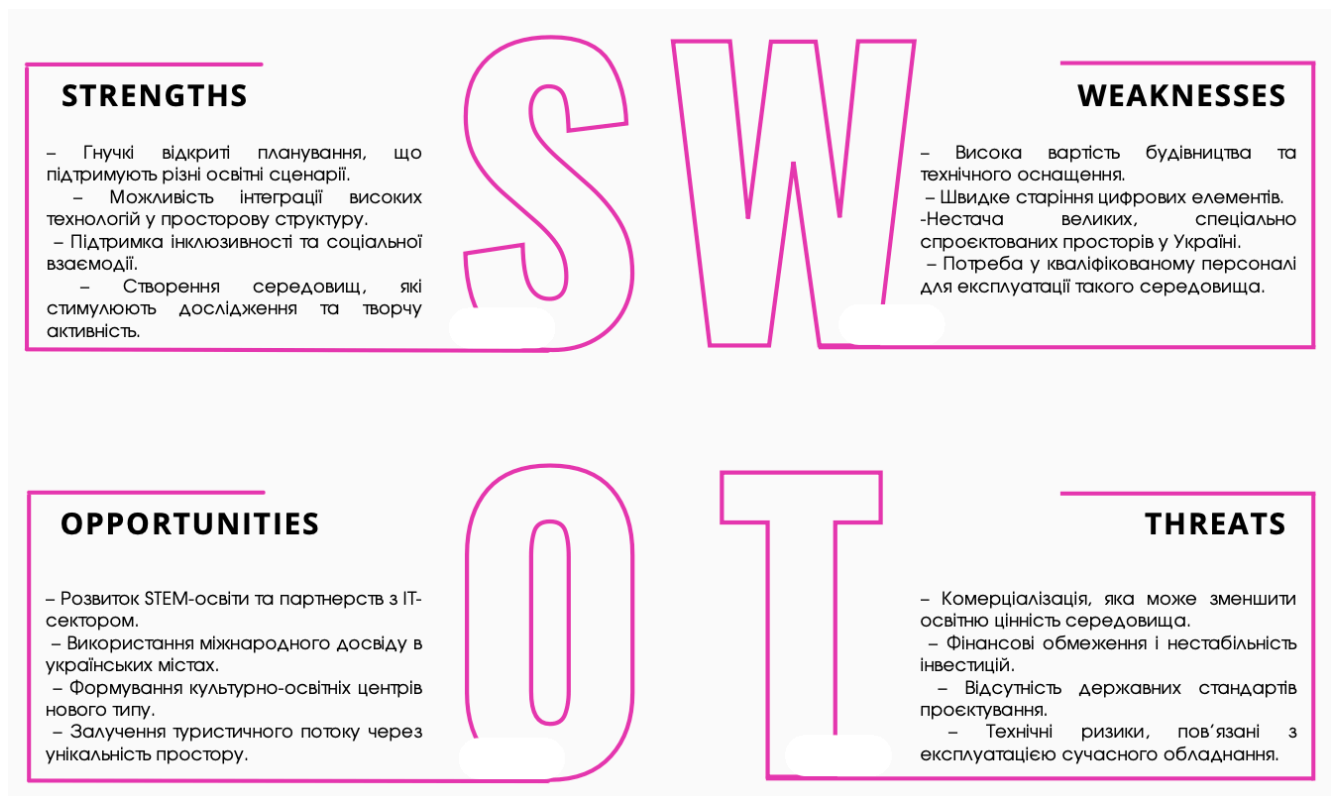 S
STRENGTHS
– Гнучкі відкриті планування, що
підтримують різні освітні сценарії.
– Можливість інтеграції високих
технологій у просторову структуру.
– Підтримка інклюзивності та соціальної
взаємодії.
– Створення середовищ, які
стимулюють дослідження та творчу
активність.
W
WEAKNESSES
– Висока вартість будівництва та
технічного оснащення.
– Швидке старіння цифрових елементів.
-Нестача великих, спеціально
спроєктованих просторів у Україні.
– Потреба у кваліфікованому персоналі
для експлуатації такого середовища.
O
OPPORTUNITIES
– Розвиток STEM-освіти та партнерств з ІТ-
сектором.
– Використання міжнародного досвіду в
українських містах.
– Формування культурно-освітніх центрів
нового типу.
– Залучення туристичного потоку через
унікальність простору.
T
THREATS
– Комерціалізація, яка може зменшити
освітню цінність середовища.
– Фінансові обмеження і нестабільність
інвестицій.
– Відсутність державних стандартів
проєктування.
– Технічні ризики, пов’язані з
експлуатацією сучасного обладнання.